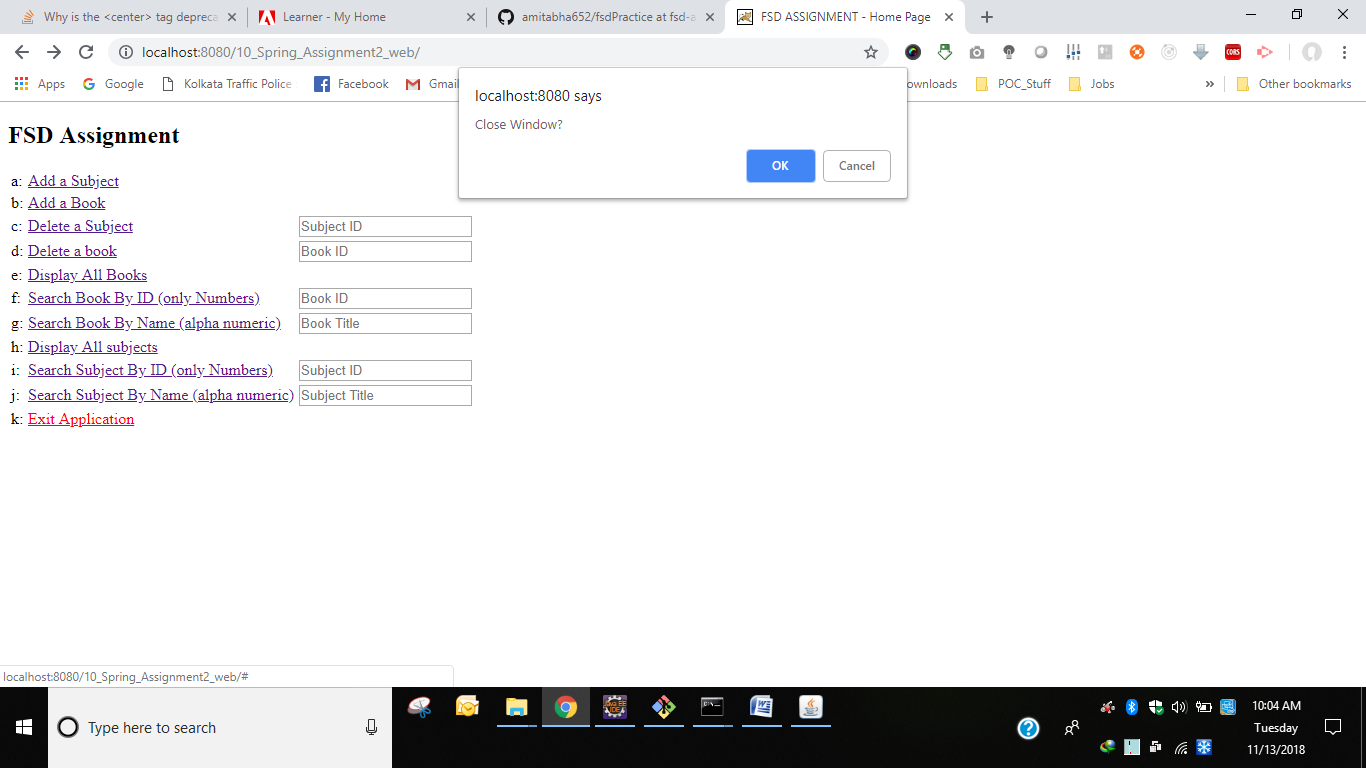 Why is the <center> tag depreca
Learner - My Home
amitabha652/fsdPractice at fsd-a
FSD ASSIGNMENT - Home Page
localhost:8080/10_Spring_Assignment2_web/
CORS
Apps Google Kolkata Traffic Police Facebook Gmail ownloads POC_Stuff Jobs » Other bookmarks
localhost:8080 says
Close Window?
OK Cancel
FSD Assignment
a: Add a Subject
b: Add a Book
c: Delete a Subject Subject ID
d: Delete a book Book ID
e: Display All Books
f: Search Book By ID (only Numbers) Book ID
g: Search Book By Name (alpha numeric) Book Title
h: Display All subjects
i: Search Subject By ID (only Numbers) Subject ID
j: Search Subject By Name (alpha numeric) Subject Title
k: Exit Application
localhost:8080/10_Spring_Assignment2_web/#
Type here to search
10:04 AM
Tuesday
11/13/2018